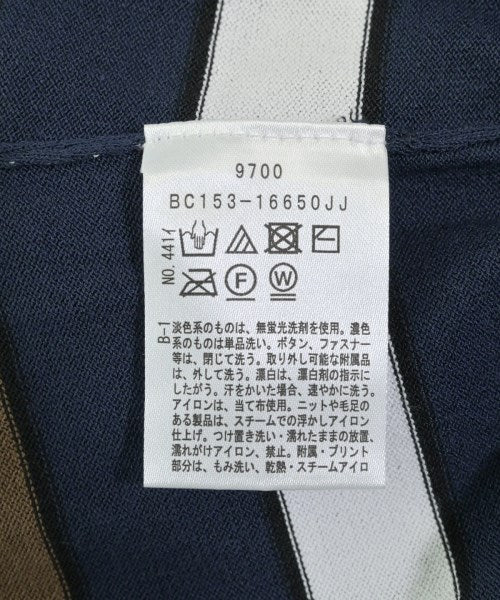 9700
BC153-16650JJ
NO.441イ
F W
B-1
淡色系のものは、無蛍光洗剤を使用。濃色
系のものは単品洗い。ボタン、ファスナー
等は、閉じて洗う。取り外し可能な附属品
は、外して洗う。漂白は、漂白剤の指示に
したがう。汗をかいた場合、速やかに洗う。
アイロンは、当て布使用。ニットや毛足の
ある製品は、スチームでの浮かしアイロン
仕上げ。つけ置き洗い・濡れたままの放置、
濡れがけアイロン、禁止。附属・プリント
部分は、もみ洗い、乾熱・スチームアイロ